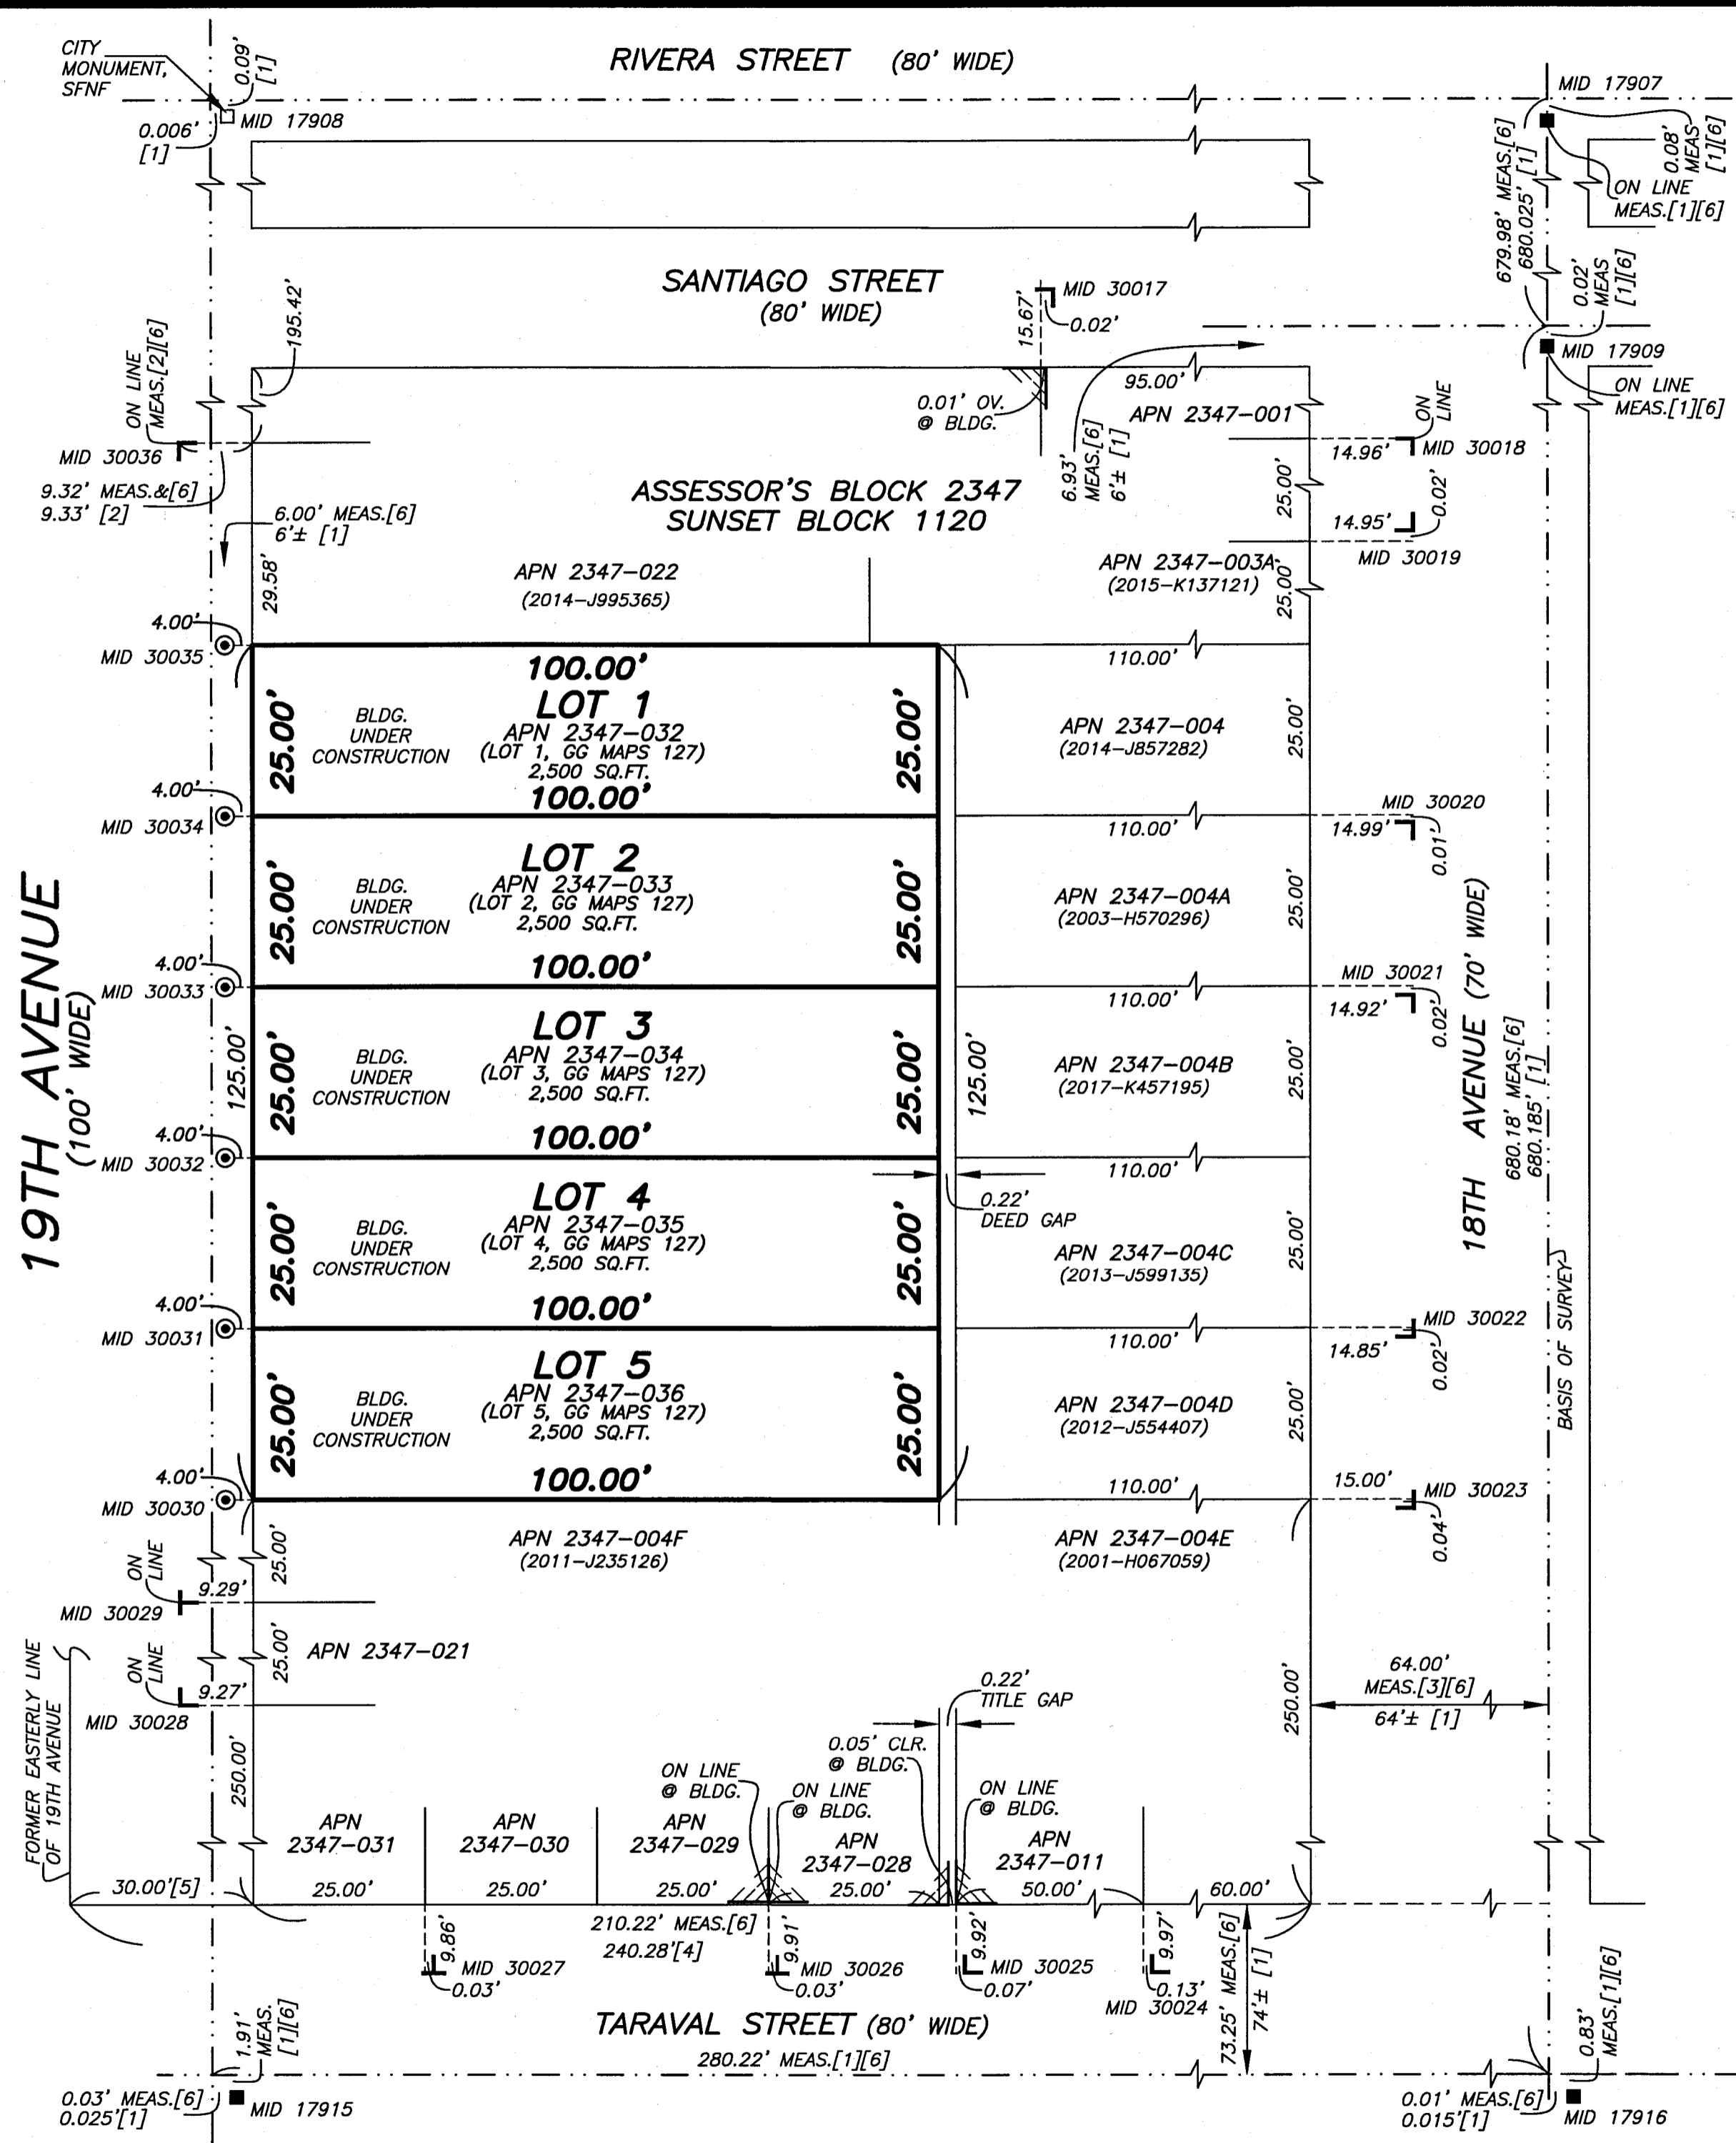 CITY
MONUMENT,
SFNF
0.09'
[1]
RIVERA STREET (80' WIDE)
MID 17907
0.006'
[1]
MID 17908
679.98' MEAS.[6]
680.025' [1]
0.08'
MEAS
[1][6]
ON LINE
MEAS.[1][6]
SANTIAGO STREET
(80' WIDE)
15.67'
MID 30017
0.02'
0.02'
MEAS
[1][6]
MID 17909
ON LINE
MEAS.[1][6]
195.42'
ON LINE
MEAS.[2][6]
MID 30036
9.32' MEAS.&[6]
9.33' [2]
0.01' OV.
@ BLDG.
95.00'
APN 2347-001
6.93'
MEAS.[6]
6'± [1]
ON
LINE
14.96'
MID 30018
25.00'
0.02'
14.95'
MID 30019
ASSESSOR'S BLOCK 2347
SUNSET BLOCK 1120
6.00' MEAS.[6]
6'± [1]
29.58'
APN 2347-022
(2014-J995365)
APN 2347-003A
(2015-K137121)
25.00'
4.00'
MID 30035
100.00'
LOT 1
APN 2347-032
(LOT 1, GG MAPS 127)
2,500 SQ.FT.
100.00'
25.00'
BLDG.
UNDER
CONSTRUCTION
25.00'
110.00'
APN 2347-004
(2014-J857282)
25.00'
4.00'
MID 30034
LOT 2
APN 2347-033
(LOT 2, GG MAPS 127)
2,500 SQ.FT.
100.00'
25.00'
BLDG.
UNDER
CONSTRUCTION
25.00'
110.00'
APN 2347-004A
(2003-H570296)
25.00'
MID 30020
14.99'
0.01'
4.00'
MID 30033
LOT 3
APN 2347-034
(LOT 3, GG MAPS 127)
2,500 SQ.FT.
100.00'
25.00'
BLDG.
UNDER
CONSTRUCTION
25.00'
125.00'
125.00'
110.00'
APN 2347-004B
(2017-K457195)
25.00'
MID 30021
14.92'
0.02'
19TH AVENUE
(100' WIDE)
18TH AVENUE (70' WIDE)
680.18' MEAS.[6]
680.185' [1]
BASIS OF SURVEY
4.00'
MID 30032
LOT 4
APN 2347-035
(LOT 4, GG MAPS 127)
2,500 SQ.FT.
100.00'
25.00'
BLDG.
UNDER
CONSTRUCTION
25.00'
110.00'
0.22'
DEED GAP
APN 2347-004C
(2013-J599135)
25.00'
4.00'
MID 30031
LOT 5
APN 2347-036
(LOT 5, GG MAPS 127)
2,500 SQ.FT.
100.00'
25.00'
BLDG.
UNDER
CONSTRUCTION
25.00'
110.00'
APN 2347-004D
(2012-J554407)
25.00'
MID 30022
14.85'
0.02'
4.00'
MID 30030
110.00'
15.00'
MID 30023
0.04'
APN 2347-004F
(2011-J235126)
APN 2347-004E
(2001-H067059)
25.00'
ON
LINE
9.29'
MID 30029
25.00'
APN 2347-021
ON
LINE
9.27'
MID 30028
FORMER EASTERLY LINE
OF 19TH AVENUE
250.00'
250.00'
64.00'
MEAS.[3][6]
64'± [1]
0.22'
TITLE GAP
0.05' CLR.
@ BLDG.
ON LINE
@ BLDG.
ON LINE
@ BLDG.
ON LINE
@ BLDG.
APN
2347-031
APN
2347-030
APN
2347-029
APN
2347-028
APN
2347-011
30.00'[5]
25.00'
25.00'
25.00'
25.00'
50.00'
60.00'
210.22' MEAS.[6]
240.28'[4]
9.86'
MID 30027
0.03'
9.91'
MID 30026
0.03'
9.92'
MID 30025
0.07'
9.97'
0.13'
MID 30024
73.25' MEAS.[6]
74'± [1]
TARAVAL STREET (80' WIDE)
280.22' MEAS.[1][6]
1.91'
MEAS.
[1][6]
0.03' MEAS.[6]
0.025'[1]
MID 17915
0.83'
MEAS.[1][6]
0.01' MEAS.[6]
0.015'[1]
MID 17916